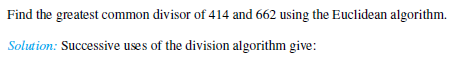 Find the greatest common divisor of 414 and 662 using the Euclidean algorithm.
Solution: Successive uses of the division algorithm give: